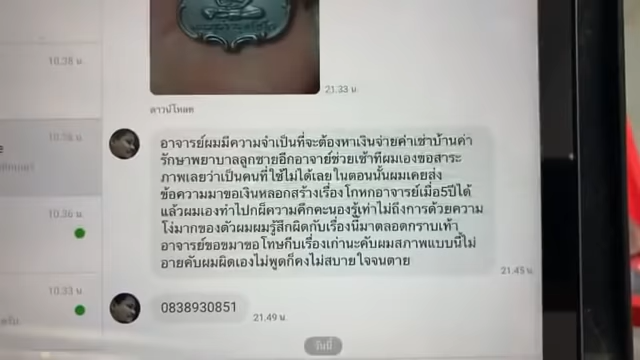 10.38 น.
21.33 น.
ดาวน์โหลด
อาจารย์ผมมีความจำเป็นที่จะต้องหาเงินจ่ายค่าเช่าบ้านค่า
รักษาพยาบาลลูกชายอีกอาจาย์ช่วยเช้าที่ผมเองขอสาระ
ภาพเลยว่าเป็นคนที่ใช้ไม่ได้เลยในตอนนั้นผมเคยส่ง
ข้อความมาขอเงินหลอกสร้างเรื่องโกหกอาจารย์เมื่อ5ปีได้
แล้วผมเองทำไปกผ็ความคึกคะนองรู้เท่าไม่ถึงการด้วยความ
โง่มากของตัวผมผมรู้สึกผิดกับเรื่องนี้มาตลอดกราบเท้า
อาจารย์ขอขมาขอโทษกีบเรื่องเก่านะคับผมสภาพแบบนี้ไม่
อายคับผมผิดเองไม่พูดก็คงไม่สบายใจจนตาย
21.45 น.
10.36 น.
10.33 น.
0838930851
21.49 น.
วันนี้